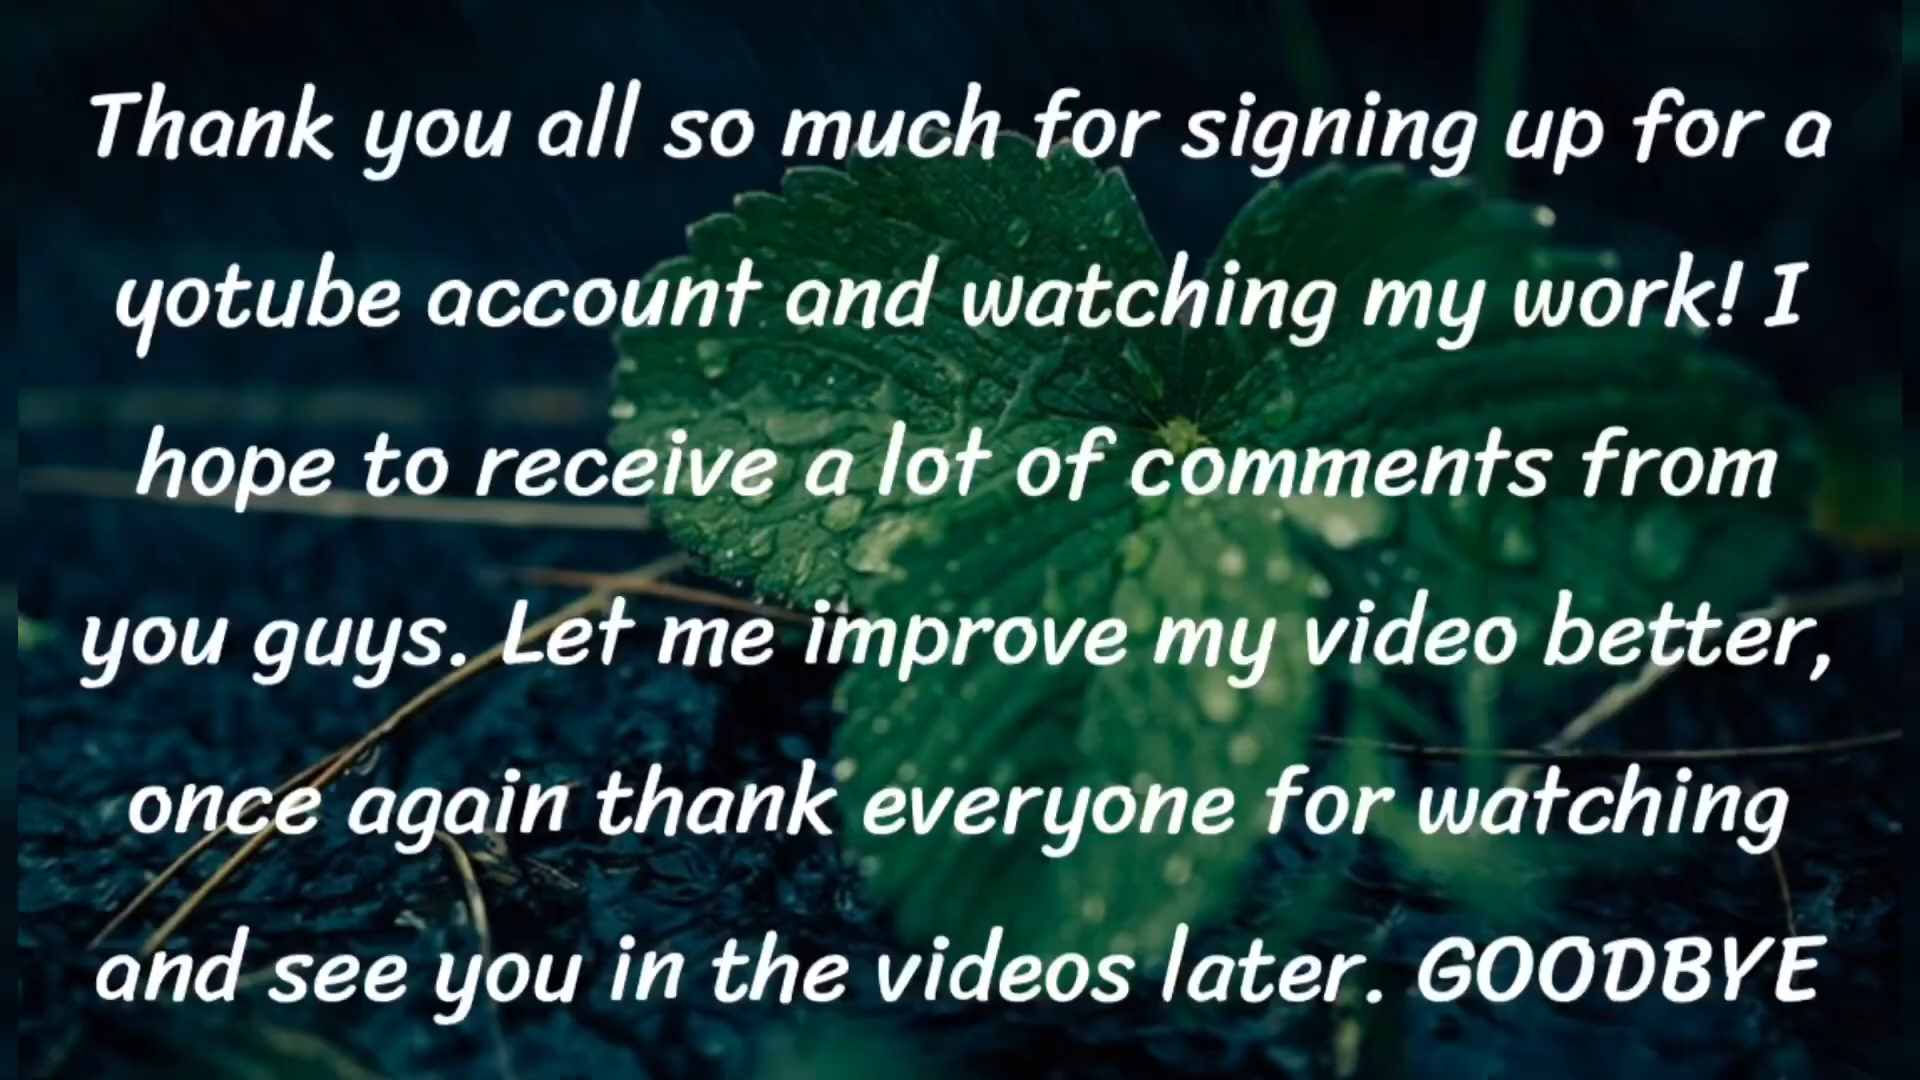 Thank you all so much for signing up for a
yotube account and watching my work! I
hope to receive a lot of comments from
you guys. Let me improve my video better,
once again thank everyone for watching
and see you in the videos later. GOODBYE